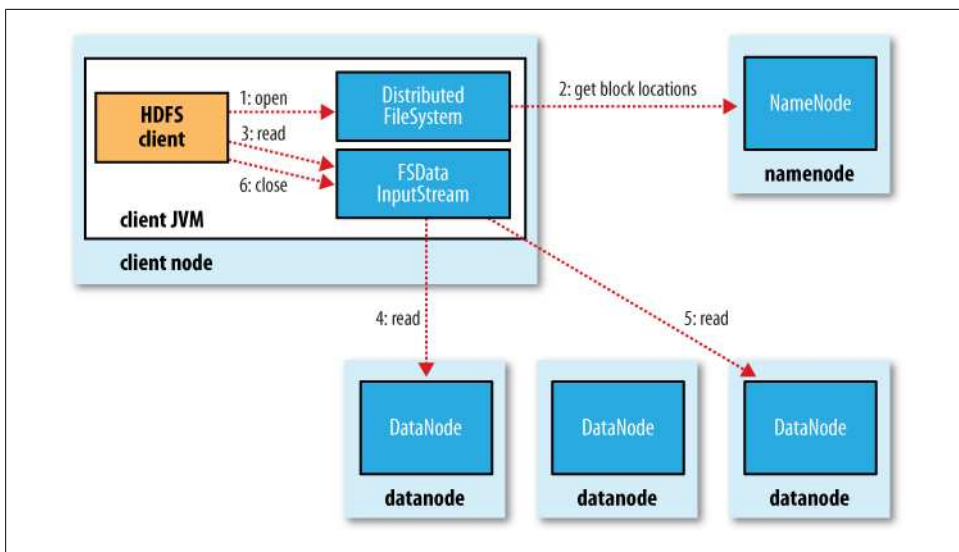 HDFS
client
1: open
3: read
6: close
Distributed
FileSystem
FSData
InputStream
client JVM
client node
2: get block locations
NameNode
namenode
4: read
5: read
DataNode
datanode
DataNode
datanode
DataNode
datanode